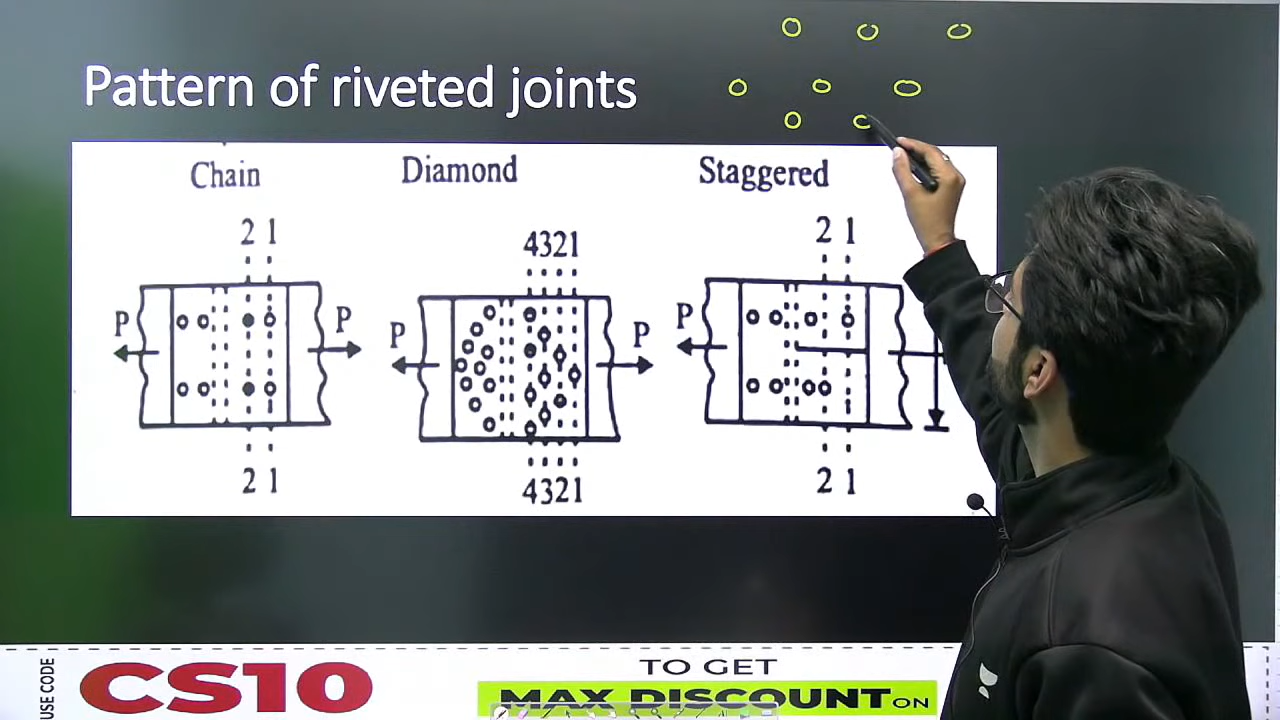 Pattern of riveted joints
Chain Diamond Staggered
2 1 4321 2 1
P P P P P
2 1 4321 2 1
USE CODE
CS10
TO GET
MAX DISCOUNT ON